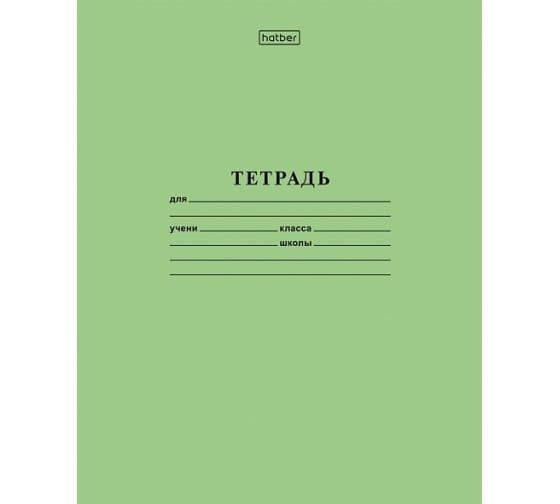 hatber
ТЕТРАДЬ
для
учени класса
школы